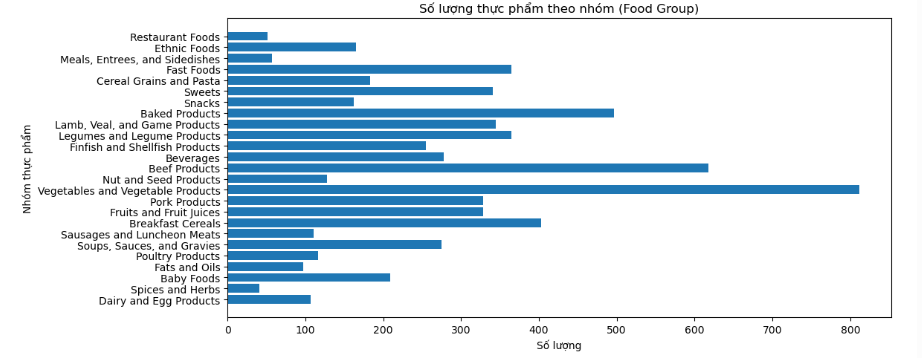 Số lượng thực phẩm theo nhóm (Food Group)
Nhóm thực phẩm
Restaurant Foods
Ethnic Foods
Meals, Entrees, and Sidedishes
Fast Foods
Cereal Grains and Pasta
Sweets
Snacks
Baked Products
Lamb, Veal, and Game Products
Legumes and Legume Products
Finfish and Shellfish Products
Beverages
Beef Products
Nut and Seed Products
Vegetables and Vegetable Products
Pork Products
Fruits and Fruit Juices
Breakfast Cereals
Sausages and Luncheon Meats
Soups, Sauces, and Gravies
Poultry Products
Fats and Oils
Baby Foods
Spices and Herbs
Dairy and Egg Products
0 100 200 300 400 500 600 700 800
Số lượng